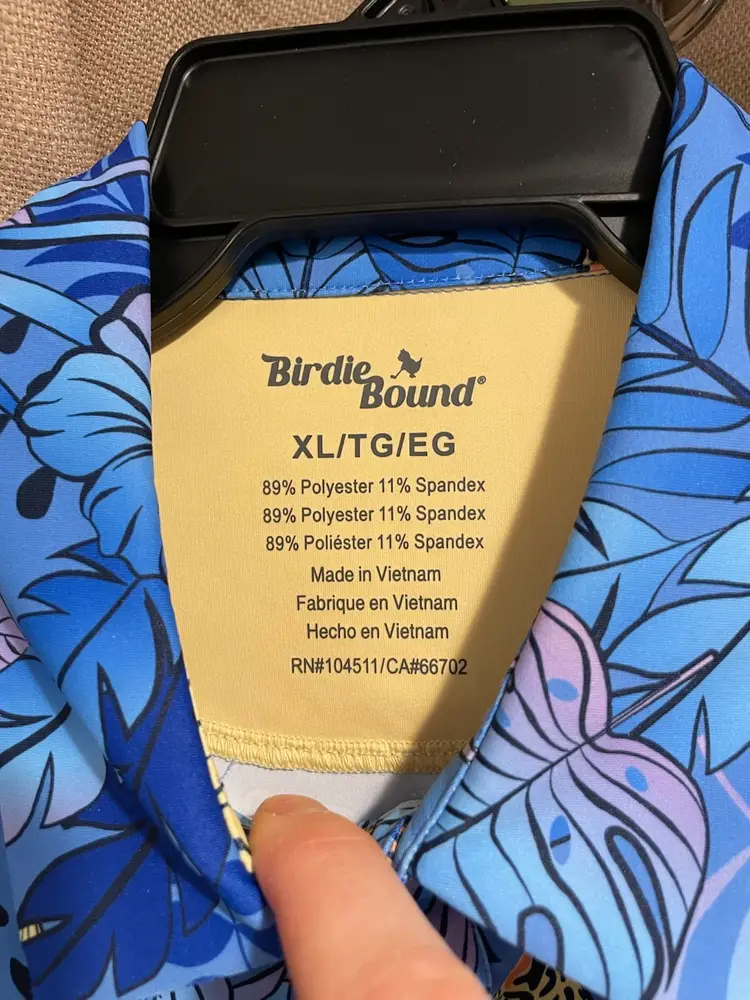 Birdie
Bound®
XL/TG/EG
89% Polyester 11% Spandex
89% Polyester 11% Spandex
89% Poliéster 11% Spandex
Made in Vietnam
Fabrique en Vietnam
Hecho en Vietnam
RN#104511/CA#66702